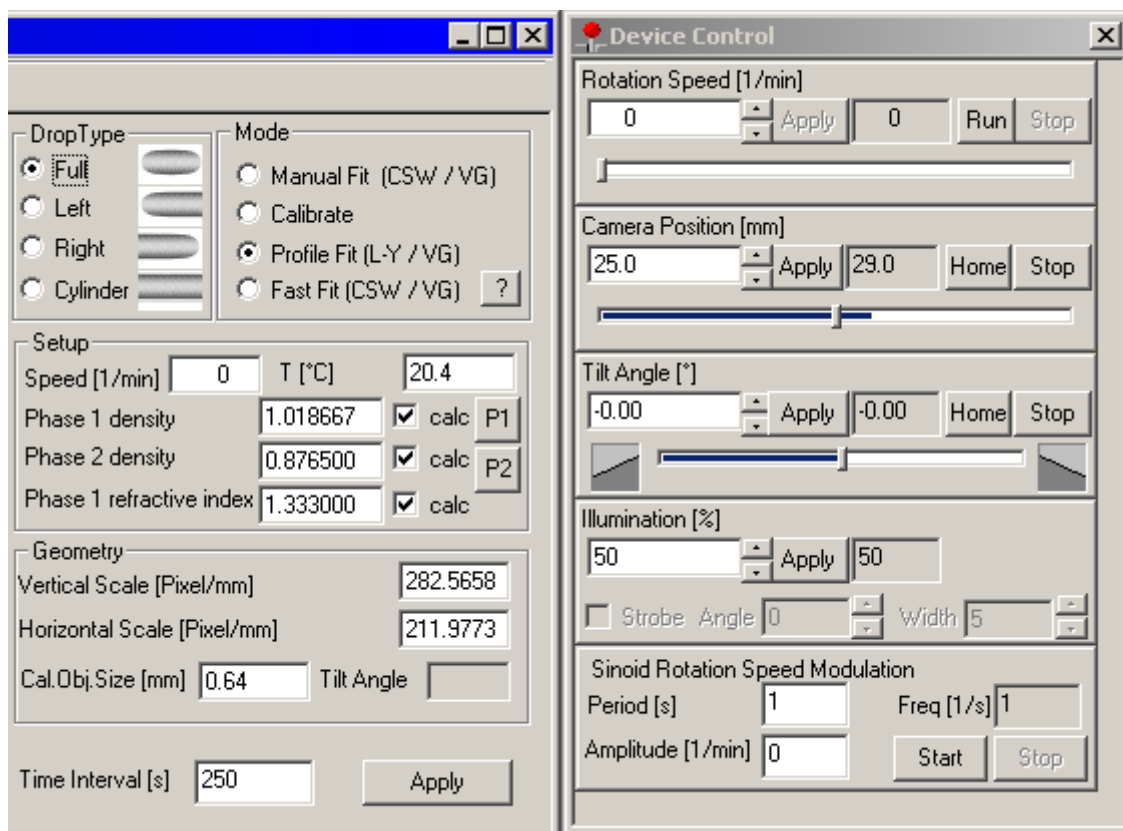 DropType
Full
Left
Right
Cylinder
Mode
Manual Fit (CSW / VG)
Calibrate
Profile Fit (L-Y / VG)
Fast Fit (CSW / VG) ?
Setup
Speed [1/min] 0 T [°C] 20.4
Phase 1 density 1.018667 calc P1
Phase 2 density 0.876500 calc P2
Phase 1 refractive index 1.333000 calc
Geometry
Vertical Scale [Pixel/mm] 282.5658
Horizontal Scale [Pixel/mm] 211.9773
Cal.Obj.Size [mm] 0.64 Tilt Angle
Time Interval [s] 250 Apply
Device Control
Rotation Speed [1/min]
0 Apply 0 Run Stop
Camera Position [mm]
25.0 Apply 29.0 Home Stop
Tilt Angle [°]
-0.00 Apply -0.00 Home Stop
Illumination [%]
50 Apply 50
Strobe Angle 0 Width 5
Sinoid Rotation Speed Modulation
Period [s] 1 Freq [1/s] 1
Amplitude [1/min] 0 Start Stop